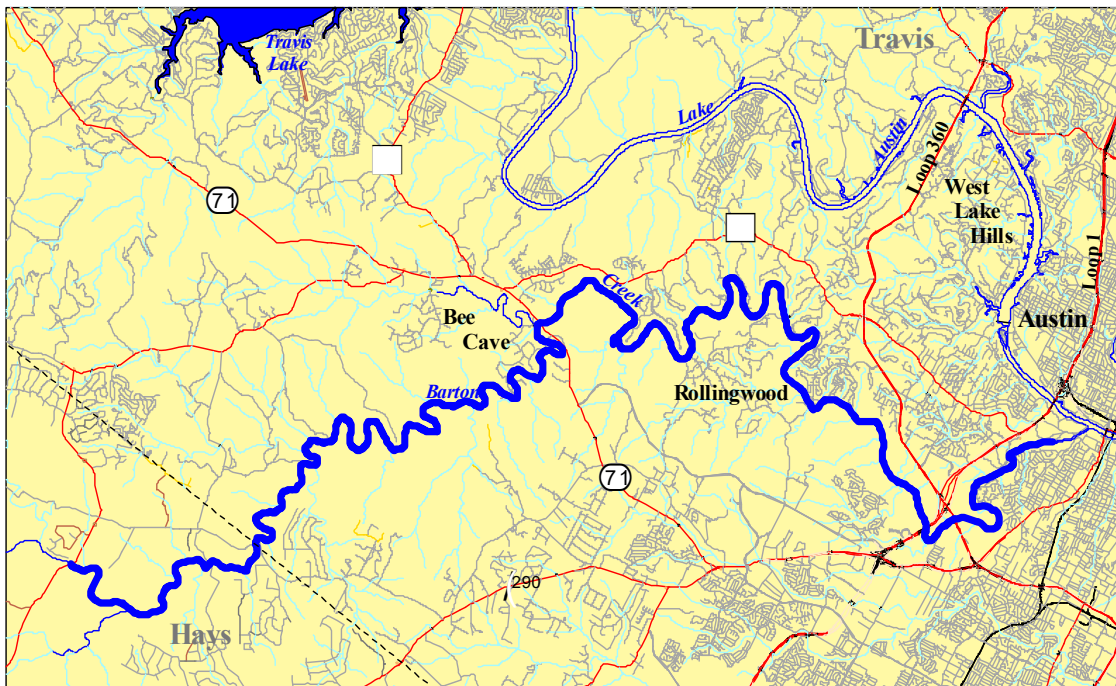 Travis
Lake
Travis
Lake
Austin
Loop 360
71
West
Lake
Hills
Loop 1
Creek
Bee
Cave
Austin
Barton
Rollingwood
71
290
Hays